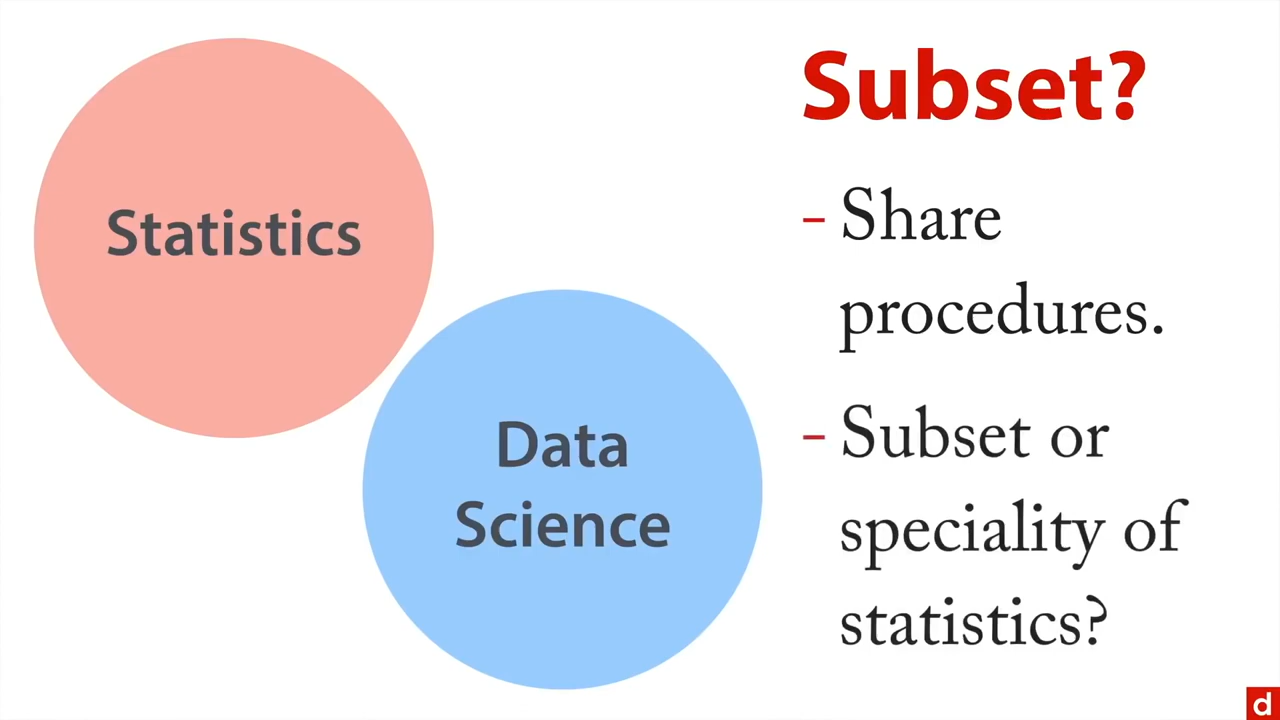 Statistics
Data
Science
Subset?
- Share
procedures.
- Subset or
speciality of
statistics?
d